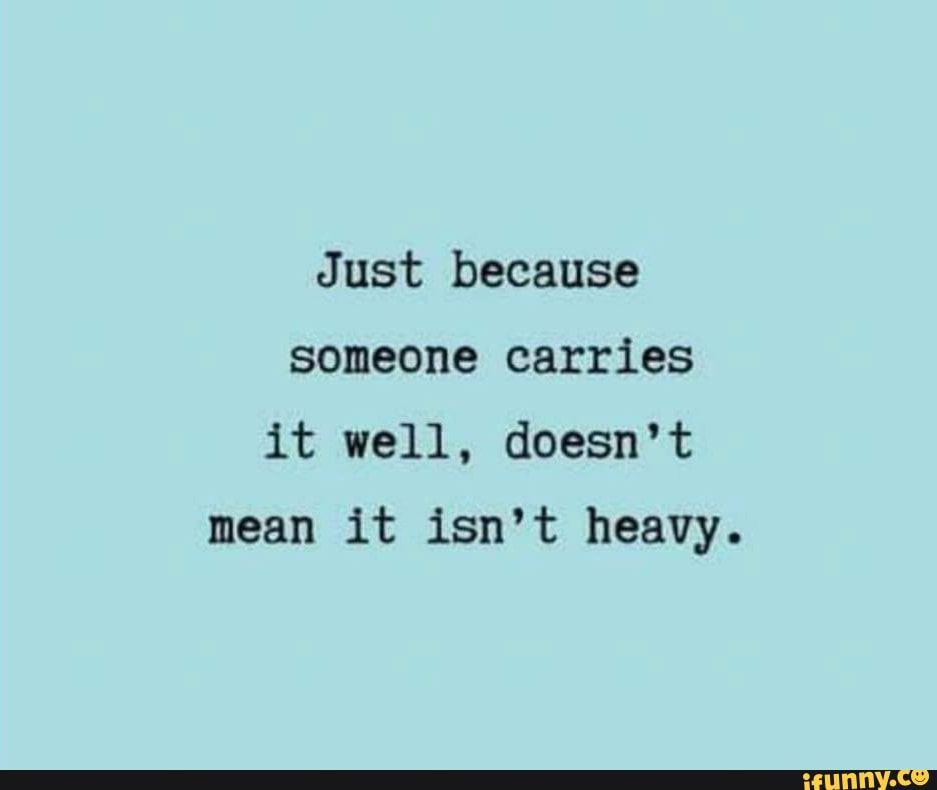 Just because
someone carries
it well, doesn't
mean it isn't heavy.
ifunny.co